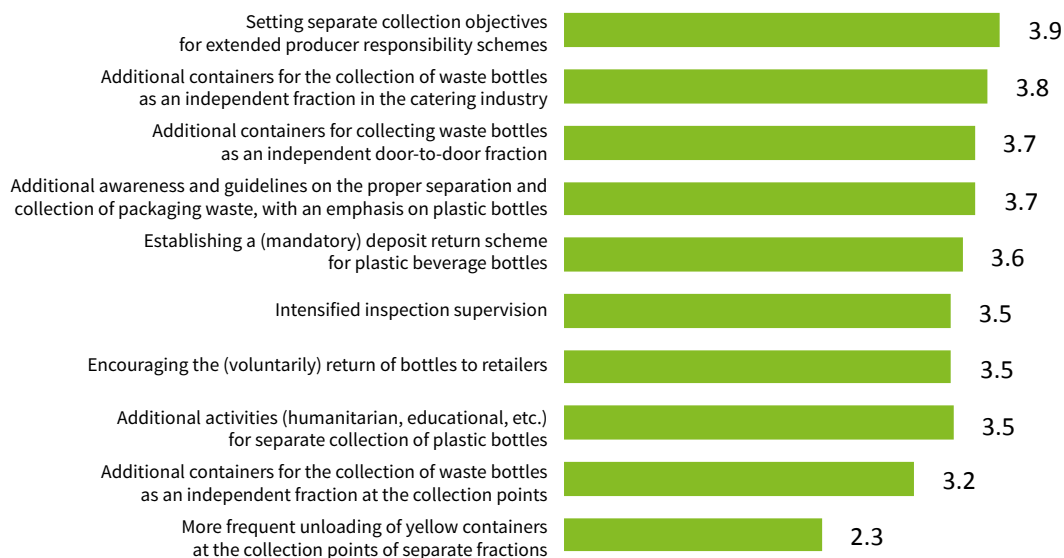 Setting separate collection objectives
for extended producer responsibility schemes
3.9
Additional containers for the collection of waste bottles
as an independent fraction in the catering industry
3.8
Additional containers for collecting waste bottles
as an independent door-to-door fraction
3.7
Additional awareness and guidelines on the proper separation and
collection of packaging waste, with an emphasis on plastic bottles
3.7
Establishing a (mandatory) deposit return scheme
for plastic beverage bottles
3.6
Intensified inspection supervision
3.5
Encouraging the (voluntarily) return of bottles to retailers
3.5
Additional activities (humanitarian, educational, etc.)
for separate collection of plastic bottles
3.5
Additional containers for the collection of waste bottles
as an independent fraction at the collection points
3.2
More frequent unloading of yellow containers
at the collection points of separate fractions
2.3